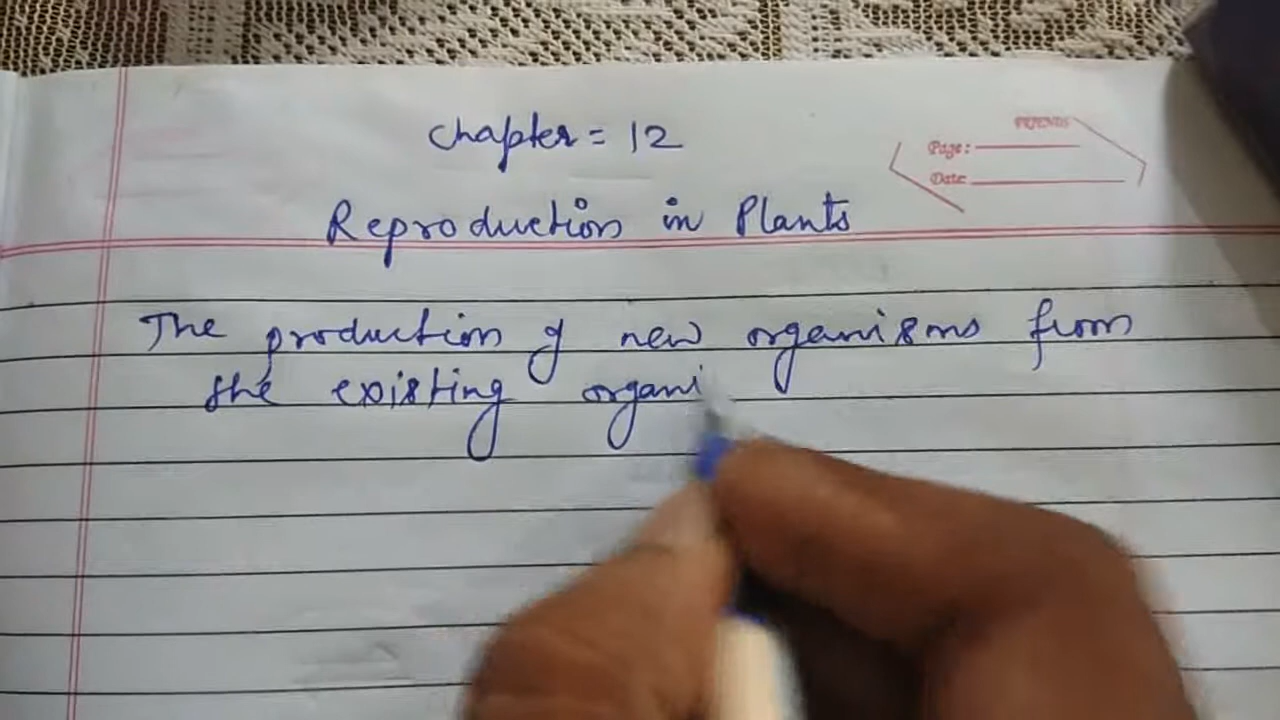 Chapter = 12
FRIENDS
Page:
Date:
Reproduction in Plants
The production of new organisms from
the existing organi